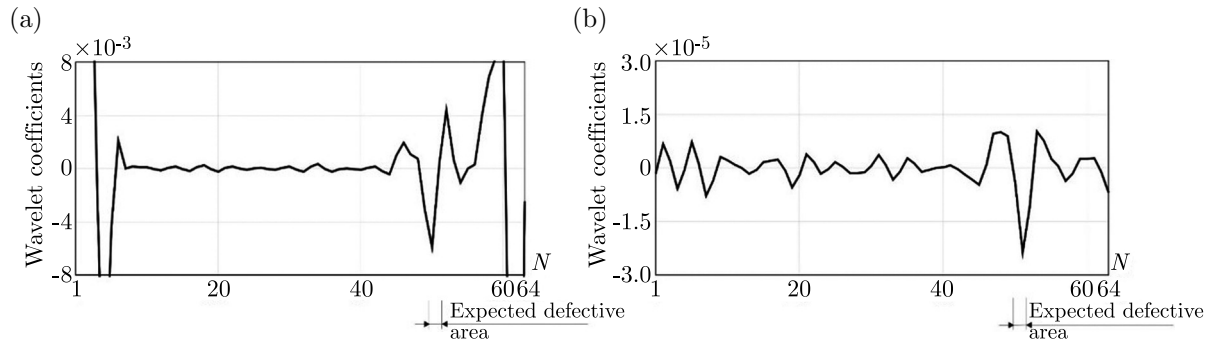 (a)
×10-3
Wavelet coefficients
8
4
0
-4
-8
1
20
40
60
64
N
Expected defective
area
(b)
×10-5
Wavelet coefficients
3.0
1.5
0
-1.5
-3.0
1
20
40
60
64
N
Expected defective
area